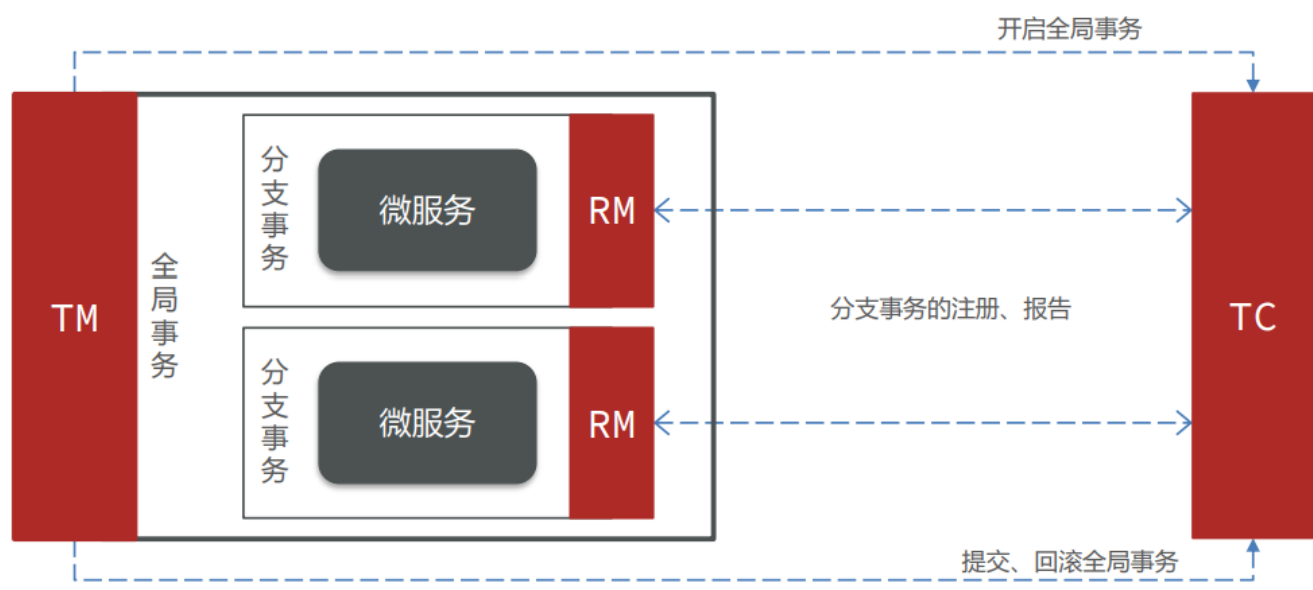 开启全局事务
TM
全局事务
分支事务
微服务
RM
分支事务的注册、报告
TC
分支事务
微服务
RM
提交、回滚全局事务